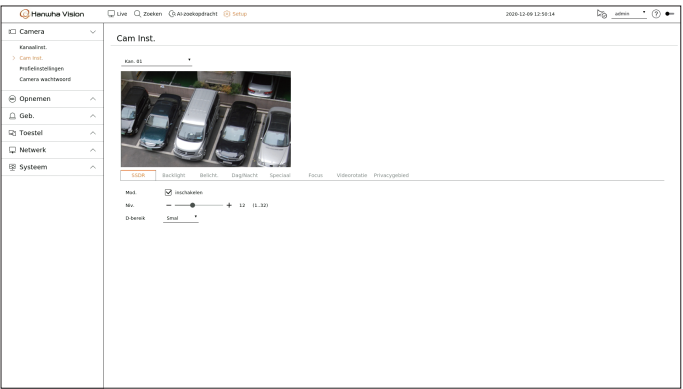 Hanwha Vision
Live Zoeken AI-zoekopdracht Setup 2020-12-09 12:50:14 admin ?
Camera
Kanaalinst.
Cam Inst.
Profielinstellingen
Camera wachtwoord
Opnemen
Geb.
Toestel
Netwerk
Systeem
Cam Inst.
Kan. 01
SSDR Backlight Belicht. Dag/Nacht Speciaal Focus Videorotatie Privacygebied
Mod. inschakelen
Niv. 12 (1..32)
D-bereik Smal